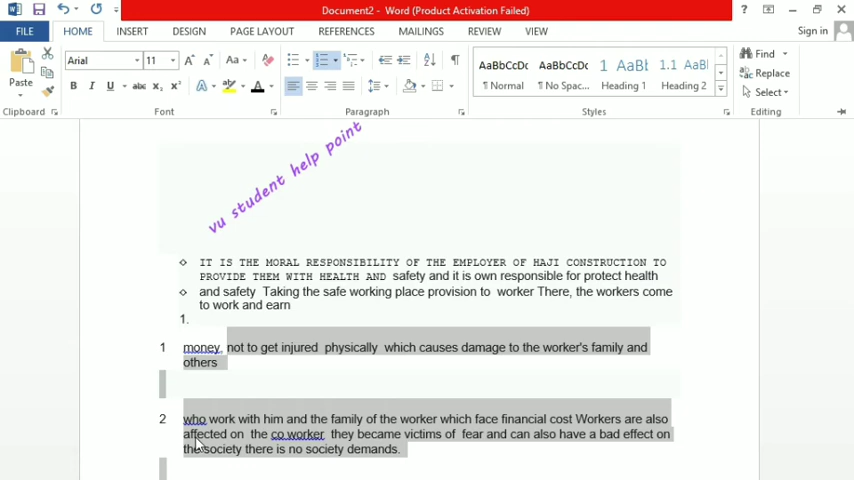 Document2 - Word (Product Activation Failed)
Sign in
FILE HOME INSERT DESIGN PAGE LAYOUT REFERENCES MAILINGS REVIEW VIEW
Arial 11
Paste
Find
Replace
Select
AaBbCcDc AaBbCcDc 1 AaBb 1.1 AaBl
¶ Normal ¶ No Spac... Heading 1 Heading 2
Clipboard Font Paragraph Styles Editing
vu student help point
IT IS THE MORAL RESPONSIBILITY OF THE EMPLOYER OF HAJI CONSTRUCTION TO
PROVIDE THEM WITH HEALTH AND safety and it is own responsible for protect health
and safety Taking the safe working place provision to worker There, the workers come
to work and earn
1.
1 money, not to get injured physically which causes damage to the worker's family and
others
2 who work with him and the family of the worker which face financial cost Workers are also
affected on the co worker, they became victims of fear and can also have a bad effect on
the society there is no society demands.